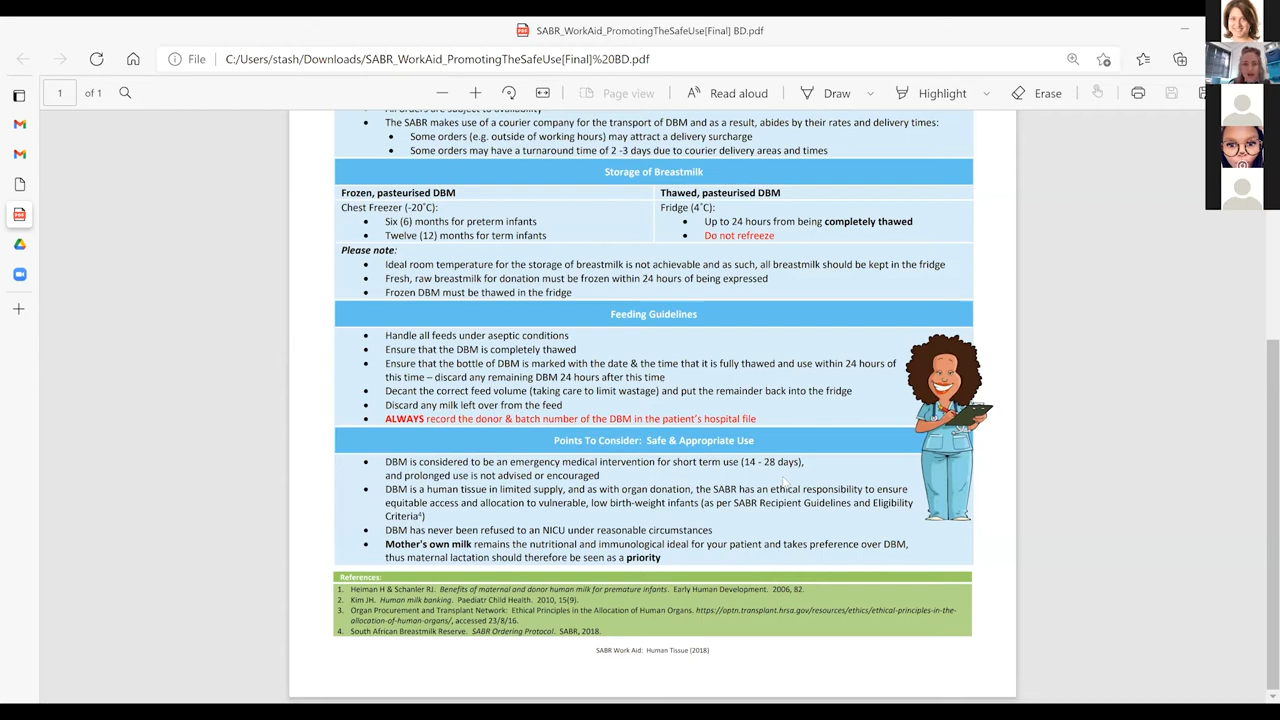 SABR_WorkAid_PromotingTheSafeUse[Final] BD.pdf
File
C:/Users/stash/Downloads/SABR_WorkAid_PromotingTheSafeUse[Final]%20BD.pdf
1 of 1
Page view
Read aloud
Draw
Highlight
Erase
All orders are subject to availability
The SABR makes use of a courier company for the transport of DBM and as a result, abides by their rates and delivery times:
Some orders (e.g. outside of working hours) may attract a delivery surcharge
Some orders may have a turnaround time of 2 -3 days due to courier delivery areas and times
Storage of Breastmilk
Frozen, pasteurised DBM
Chest Freezer (-20˚C):
Six (6) months for preterm infants
Twelve (12) months for term infants
Thawed, pasteurised DBM
Fridge (4˚C):
Up to 24 hours from being completely thawed
Do not refreeze
Please note:
Ideal room temperature for the storage of breastmilk is not achievable and as such, all breastmilk should be kept in the fridge
Fresh, raw breastmilk for donation must be frozen within 24 hours of being expressed
Frozen DBM must be thawed in the fridge
Feeding Guidelines
Handle all feeds under aseptic conditions
Ensure that the DBM is completely thawed
Ensure that the bottle of DBM is marked with the date & the time that it is fully thawed and use within 24 hours of
this time – discard any remaining DBM 24 hours after this time
Decant the correct feed volume (taking care to limit wastage) and put the remainder back into the fridge
Discard any milk left over from the feed
ALWAYS record the donor & batch number of the DBM in the patient's hospital file
Points To Consider: Safe & Appropriate Use
DBM is considered to be an emergency medical intervention for short term use (14 - 28 days),
and prolonged use is not advised or encouraged
DBM is a human tissue in limited supply, and as with organ donation, the SABR has an ethical responsibility to ensure
equitable access and allocation to vulnerable, low birth-weight infants (as per SABR Recipient Guidelines and Eligibility
Criteria⁴)
DBM has never been refused to an NICU under reasonable circumstances
Mother's own milk remains the nutritional and immunological ideal for your patient and takes preference over DBM,
thus maternal lactation should therefore be seen as a priority
References:
1. Heiman H & Schanler RJ. Benefits of maternal and donor human milk for premature infants. Early Human Development. 2006, 82.
2. Kim JH. Human milk banking. Paediatr Child Health. 2010, 15(9).
3. Organ Procurement and Transplant Network: Ethical Principles in the Allocation of Human Organs. https://optn.transplant.hrsa.gov/resources/ethics/ethical-principles-in-the-
allocation-of-human-organs/, accessed 23/8/16.
4. South African Breastmilk Reserve. SABR Ordering Protocol. SABR, 2018.
SABR Work Aid: Human Tissue (2018)